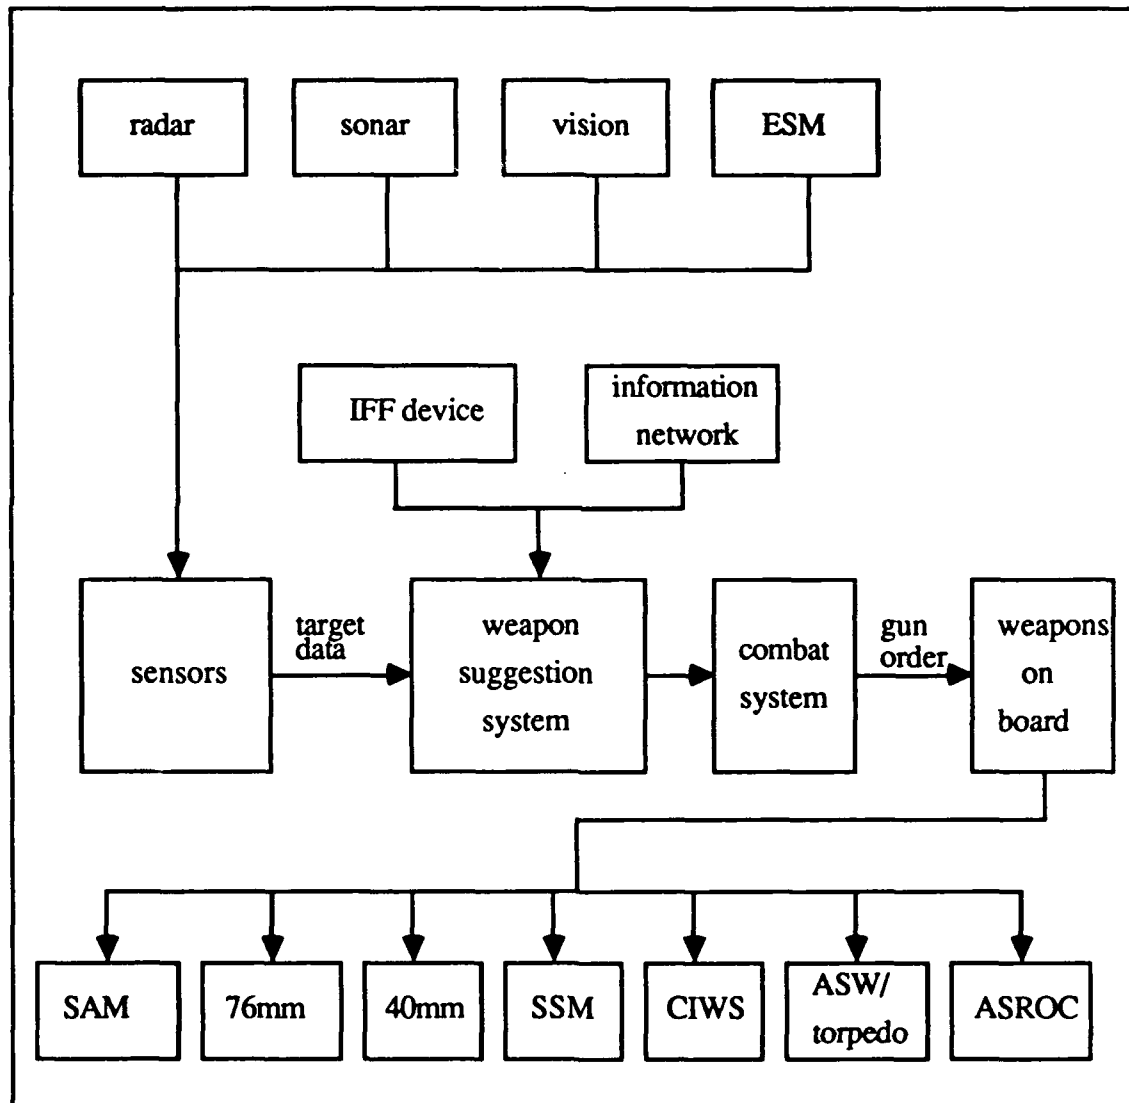 radar
sonar
vision
ESM
IFF device
information
network
sensors
target
data
weapon
suggestion
system
combat
system
gun
order
weapons
on
board
SAM
76mm
40mm
SSM
CIWS
ASW/
torpedo
ASROC